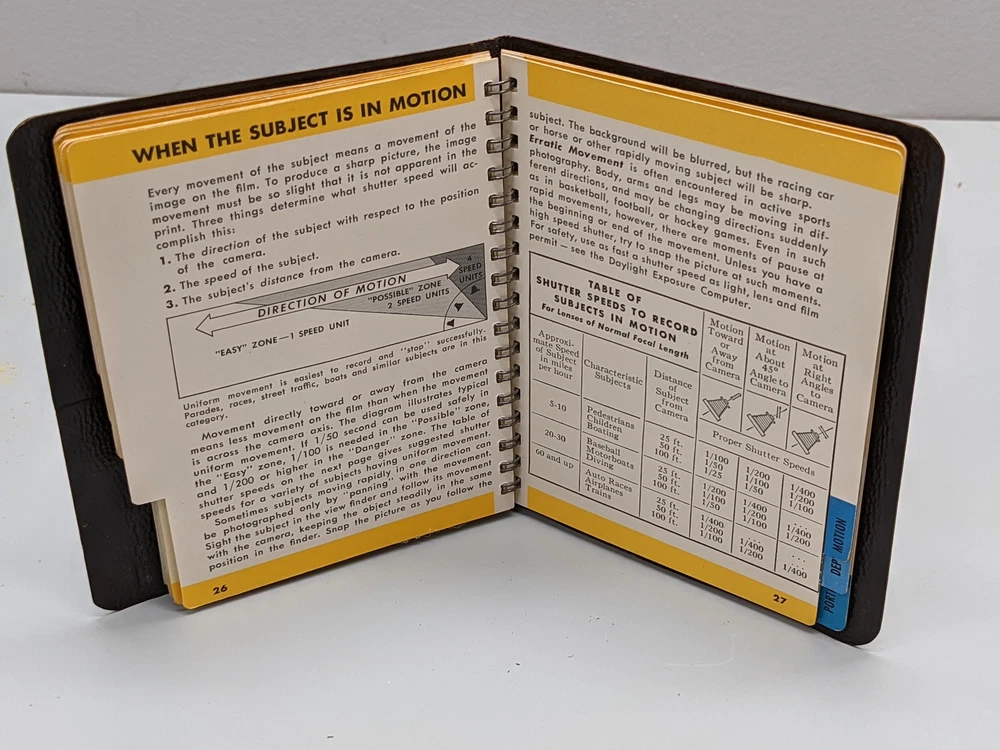 WHEN THE SUBJECT IS IN MOTION
Every movement of the subject means a movement of the
image on the film. To produce a sharp picture, the image
movement must be so slight that it is not apparent in the
print. Three things determine what shutter speed will ac-
complish this:
1. The direction of the subject with respect to the position
of the camera.
2. The speed of the subject.
3. The subject's distance from the camera.
4
SPEED
UNITS
DIRECTION OF MOTION
"POSSIBLE" ZONE
2 SPEED UNITS
"EASY" ZONE—1 SPEED UNIT
Uniform movement is easiest to record and "stop" successfully.
Parades, races, street traffic, boats and similar subjects are in this
category.
Movement directly toward or away from the camera
means less movement on the film than when the movement
is across the camera axis. The diagram illustrates typical
uniform movement. If 1/50 second can be used safely in
the "Easy" zone, 1/100 is needed in the "Possible" zone,
and 1/200 or higher in the "Danger" zone. The table of
shutter speeds on the next page gives suggested shutter
speeds for a variety of subjects having uniform movement.
Sometimes subjects moving rapidly in one direction can
be photographed only by "panning" with the movement.
Sight the subject in the view finder and follow its movement
with the camera, keeping the object steadily in the same
position in the finder. Snap the picture as you follow the
26
subject. The background will be blurred, but the racing car
or horse or other rapidly moving subject will be sharp.
Erratic Movement is often encountered in active sports
photography. Body, arms and legs may be moving in dif-
ferent directions, and may be changing directions suddenly
as in basketball, football, or hockey games. Even in such
rapid movements, however, there are moments of pause at
the beginning or end of the movement. Unless you have a
high speed shutter, try to snap the picture at such moments.
For safety, use as fast a shutter speed as light, lens and film
permit — see the Daylight Exposure Computer.
TABLE OF
SHUTTER SPEEDS TO RECORD
SUBJECTS IN MOTION
For Lenses of Normal Focal Length
Motion
Toward
or
Away
from
Camera
Motion
at
About
45°
Angle to
Camera
Motion
at
Right
Angles
to
Camera
Approxi-
mate Speed
of Subject
in miles
per hour
Characteristic
Subjects
Distance
of
Subject
from
Camera
Proper Shutter Speeds
5-10
Pedestrians
Children
Boating
25 ft.
50 ft.
100 ft.
1/100
1/50
1/25
1/200
1/100
1/50
1/400
1/200
1/100
20-30
Baseball
Motorboats
Diving
25 ft.
50 ft.
100 ft.
1/200
1/100
1/50
1/400
1/200
1/100
. . .
1/400
1/200
60 and up
Auto Races
Airplanes
Trains
25 ft.
50 ft.
100 ft.
1/400
1/200
1/100
. . .
1/400
1/200
. . .
. . .
1/400
27
MOTION
DEP
PORT